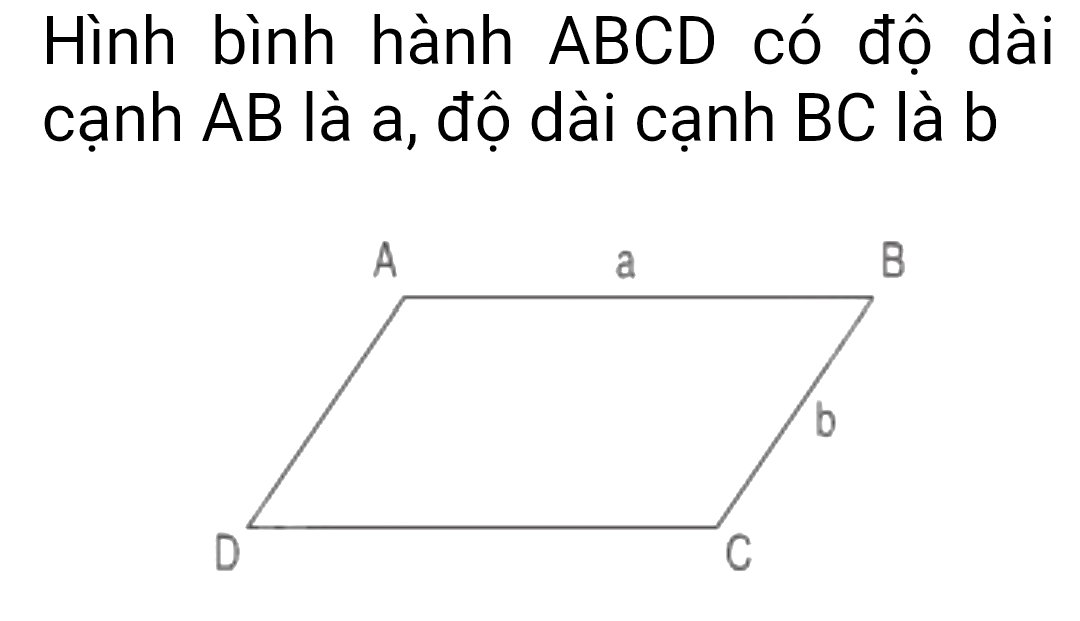 Hình bình hành ABCD có độ dài
cạnh AB là a, độ dài cạnh BC là b
A a B
b
D C